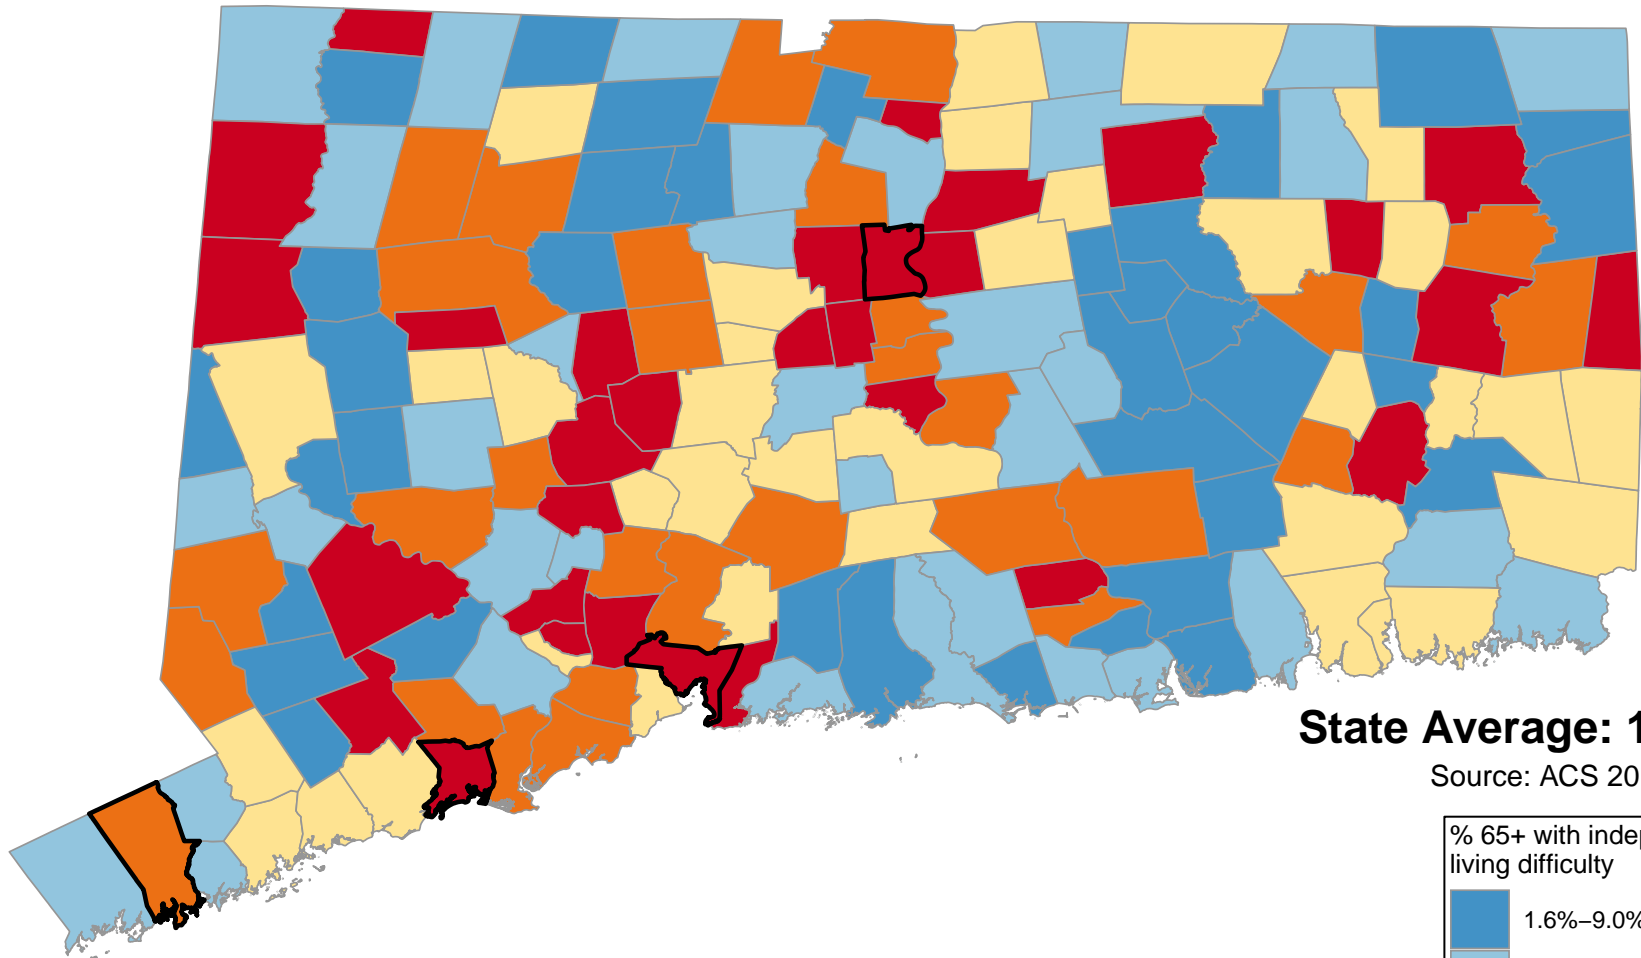 State Average: 1
Source: ACS 20
% 65+ with indep
living difficulty
1.6%–9.0%